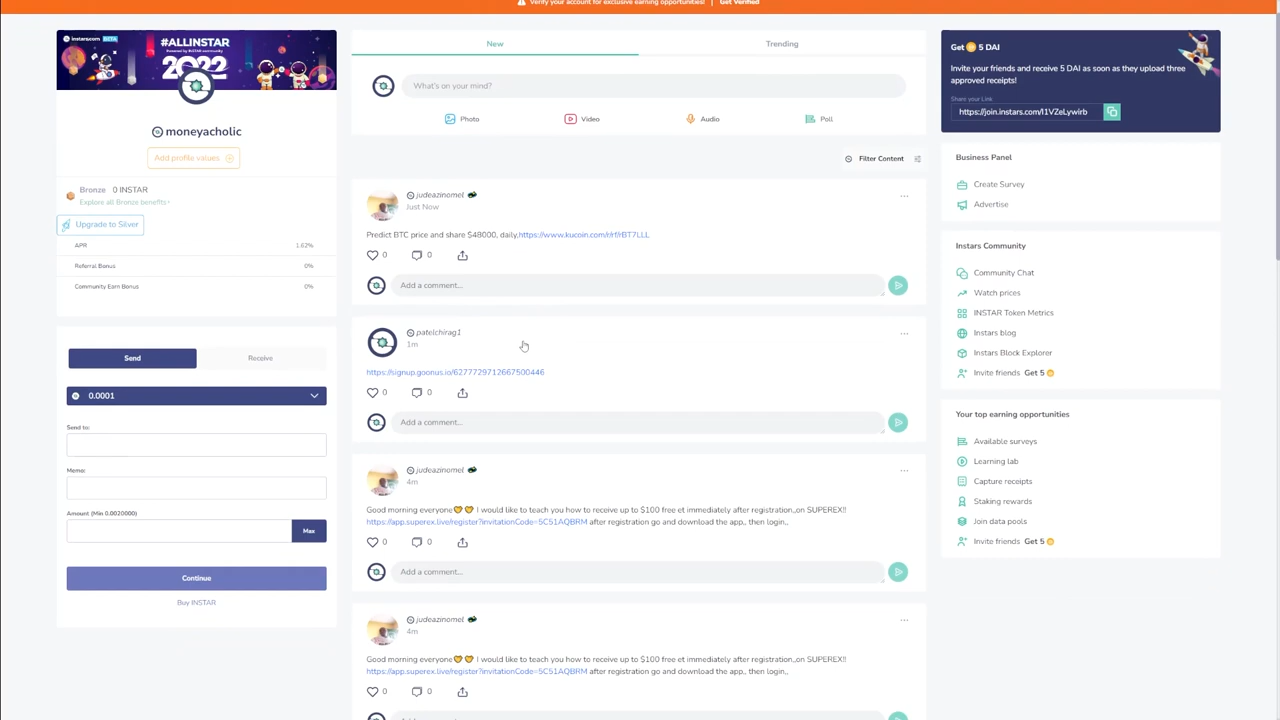 Verify your account for exclusive earning opportunities! | Get Verified
instars.com BETA
#ALLINSTAR
2022
moneyacholic
Add profile values
Bronze 0 INSTAR
Explore all Bronze benefits ›
Upgrade to Silver
APR 1.62%
Referral Bonus 0%
Community Earn Bonus 0%
Send Receive
0.0001
Send to:
Memo:
Amount (Min 0.0020000)
Max
Continue
Buy INSTAR
New Trending
What's on your mind?
Photo Video Audio Poll
Filter Content
judeazinomel
Just Now
Predict BTC price and share $48000, daily,https://www.kucoin.com/r/rf/rBT7LLL
0 0
Add a comment...
patelchirag1
1m
https://signup.goonus.io/6277729712667500446
0 0
Add a comment...
judeazinomel
4m
Good morning everyone I would like to teach you how to receive up to $100 free et immediately after registration,,on SUPEREX!!
https://app.superex.live/register?invitationCode=5C51AQBRM after registration go and download the app,, then login,,
0 0
Add a comment...
judeazinomel
4m
Good morning everyone I would like to teach you how to receive up to $100 free et immediately after registration,,on SUPEREX!!
https://app.superex.live/register?invitationCode=5C51AQBRM after registration go and download the app,, then login,,
0 0
Get 5 DAI
Invite your friends and receive 5 DAI as soon as they upload three
approved receipts!
Share your Link
https://join.instars.com/I1VZeLywirb
Business Panel
Create Survey
Advertise
Instars Community
Community Chat
Watch prices
INSTAR Token Metrics
Instars blog
Instars Block Explorer
Invite friends Get 5
Your top earning opportunities
Available surveys
Learning lab
Capture receipts
Staking rewards
Join data pools
Invite friends Get 5